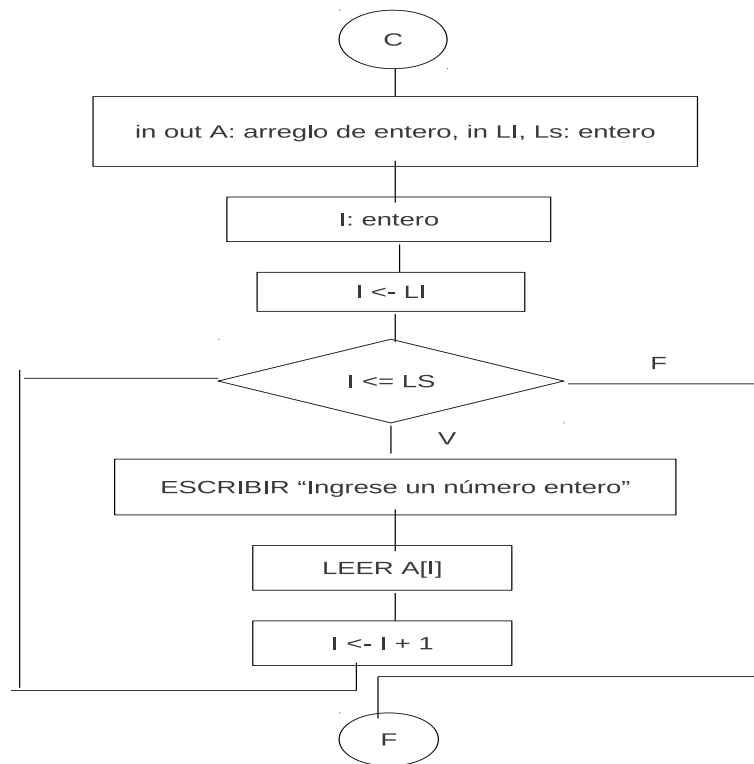 C
in out A: arreglo de entero, in LI, Ls: entero
I: entero
I <- LI
I <= LS
F
V
ESCRIBIR “Ingrese un número entero”
LEER A[I]
I <- I + 1
F